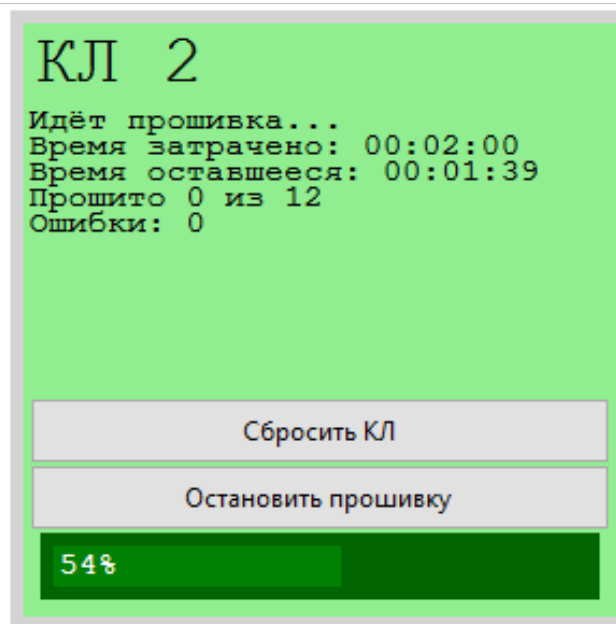 КЛ 2
Идёт прошивка...
Время затрачено: 00:02:00
Время оставшееся: 00:01:39
Прошито 0 из 12
Ошибки: 0
Сбросить КЛ
Остановить прошивку
54%